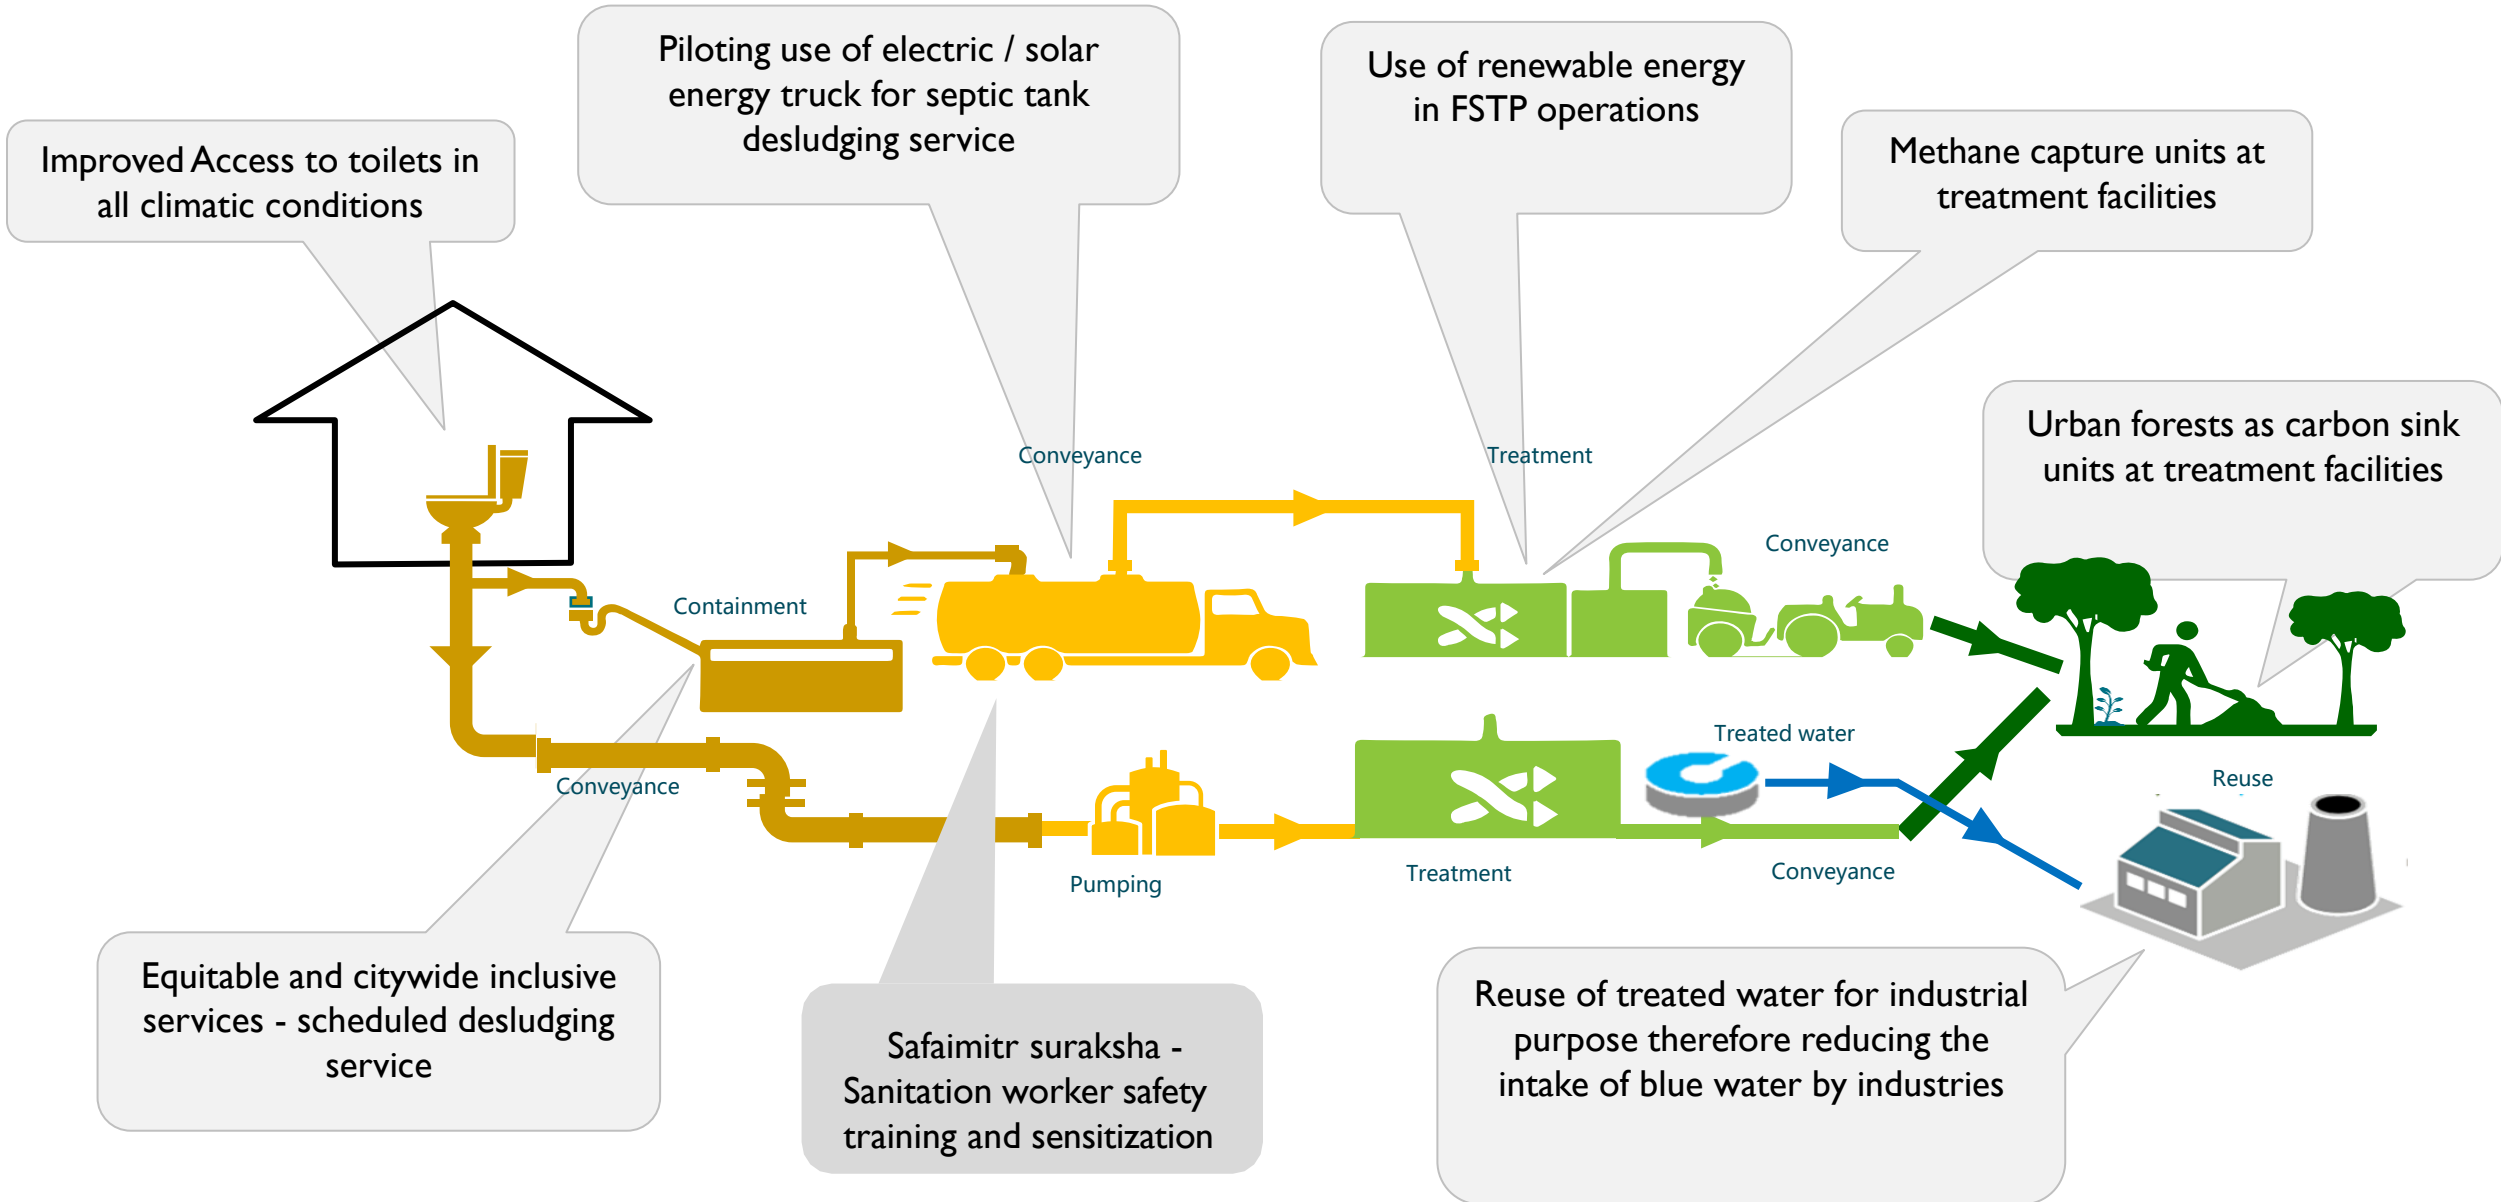 Piloting use of electric / solar
energy truck for septic tank
desludging service
Use of renewable energy
in FSTP operations
Improved Access to toilets in
all climatic conditions
Methane capture units at
treatment facilities
Urban forests as carbon sink
units at treatment facilities
Conveyance
Treatment
Conveyance
Containment
Treated water
Conveyance
Reuse
Pumping
Treatment
Conveyance
Equitable and citywide inclusive
services - scheduled desludging
service
Safaimitr suraksha -
Sanitation worker safety
training and sensitization
Reuse of treated water for industrial
purpose therefore reducing the
intake of blue water by industries